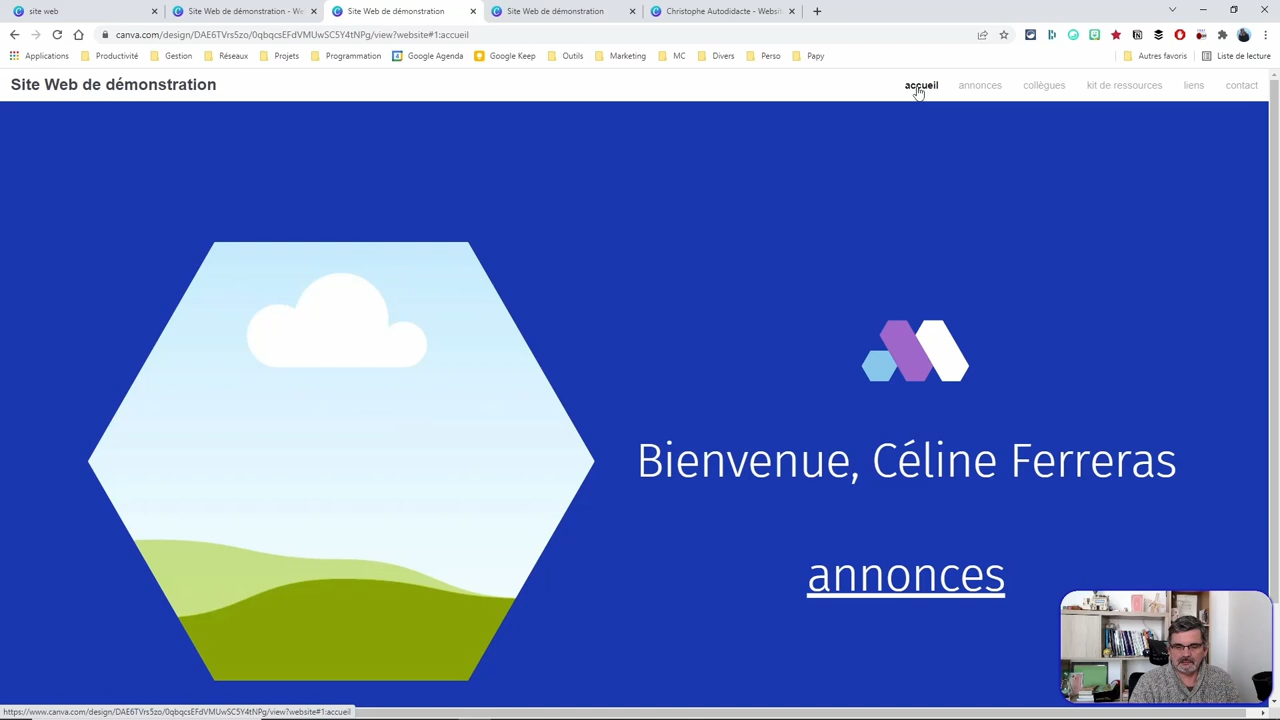 site web
Site Web de démonstration - We
Site Web de démonstration
Site Web de démonstration
Christophe Autodidacte - Websit
canva.com/design/DAE6TVrs5zo/0qbqcsEFdVMUwSC5Y4tNPg/view?website#1:accueil
Applications
Productivité
Gestion
Réseaux
Projets
Programmation
Google Agenda
Google Keep
Outils
Marketing
MC
Divers
Perso
Papy
Autres favoris
Liste de lecture
Site Web de démonstration
accueil
annonces
collègues
kit de ressources
liens
contact
Bienvenue, Céline Ferreras
annonces
https://www.canva.com/design/DAE6TVrs5zo/0qbqcsEFdVMUwSC5Y4tNPg/view?website#1:accueil